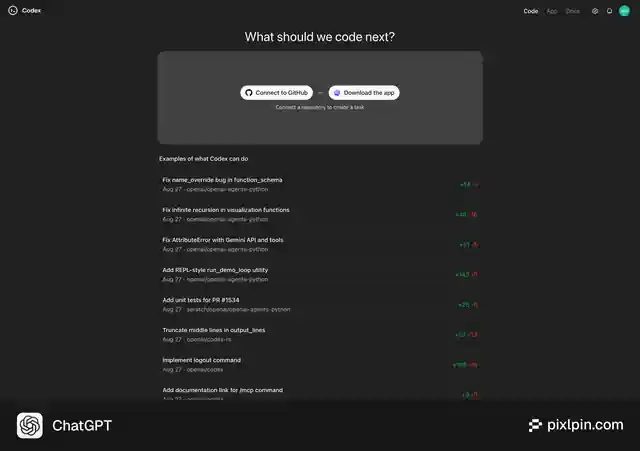 Codex
Code App Docs
What should we code next?
Connect to GitHub
Download the app
Connect a repository to create a task
Examples of what Codex can do
Fix name_override bug in function_schema
Aug 27 · openai/openai-agents-python
Fix infinite recursion in visualization functions
Aug 27 · openai/openai-agents-python
Fix AttributeError with Gemini API and tools
Aug 27 · openai/openai-agents-python
Add REPL-style run_demo_loop utility
Aug 27 · openai/openai-agents-python
Add unit tests for PR #1534
Aug 27 · scratch/openai/openai-agents-python
Truncate middle lines in output_lines
Aug 27 · openai/codex-rs
Implement logout command
Aug 27 · openai/codex
Add documentation link for /mcp command
ChatGPT
pixlpin.com